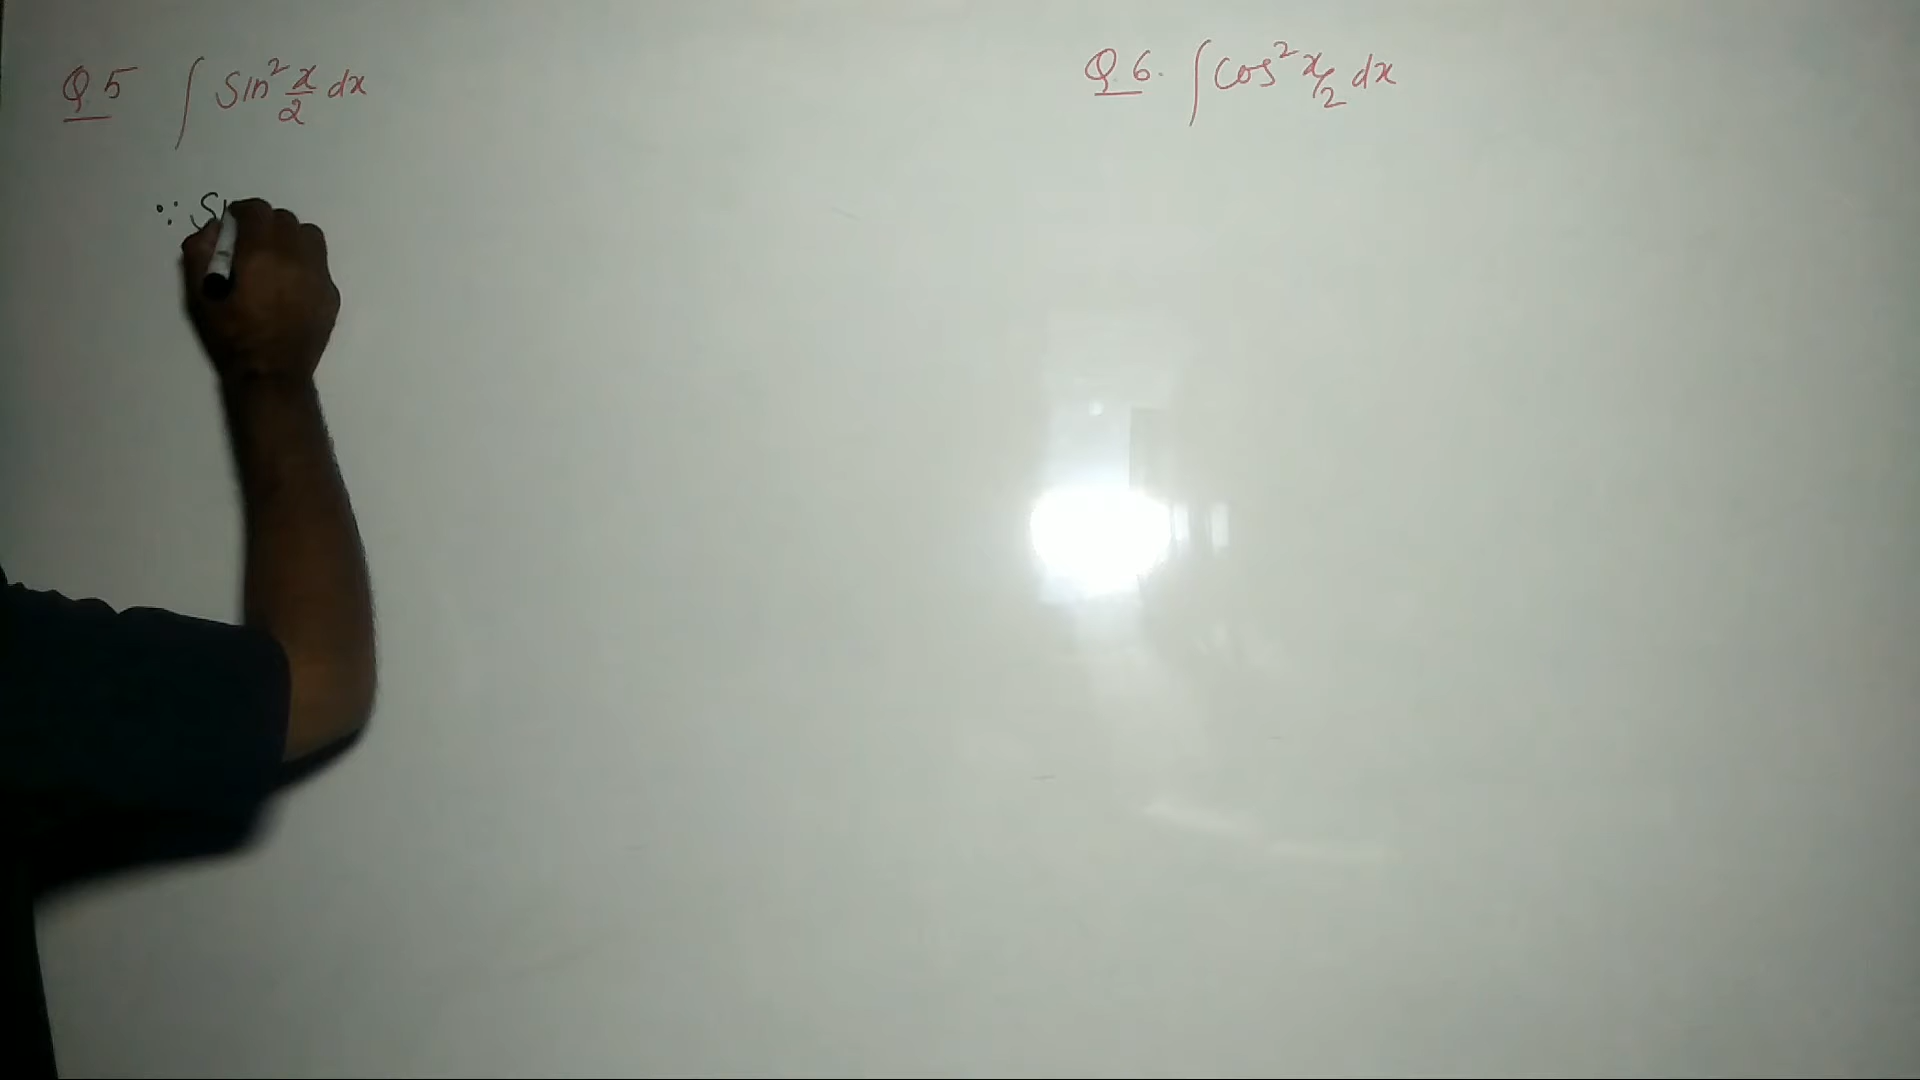 Q.5 ∫ Sin² x/2 dx
∵ Si
Q.6. ∫ Cos² x/2 dx